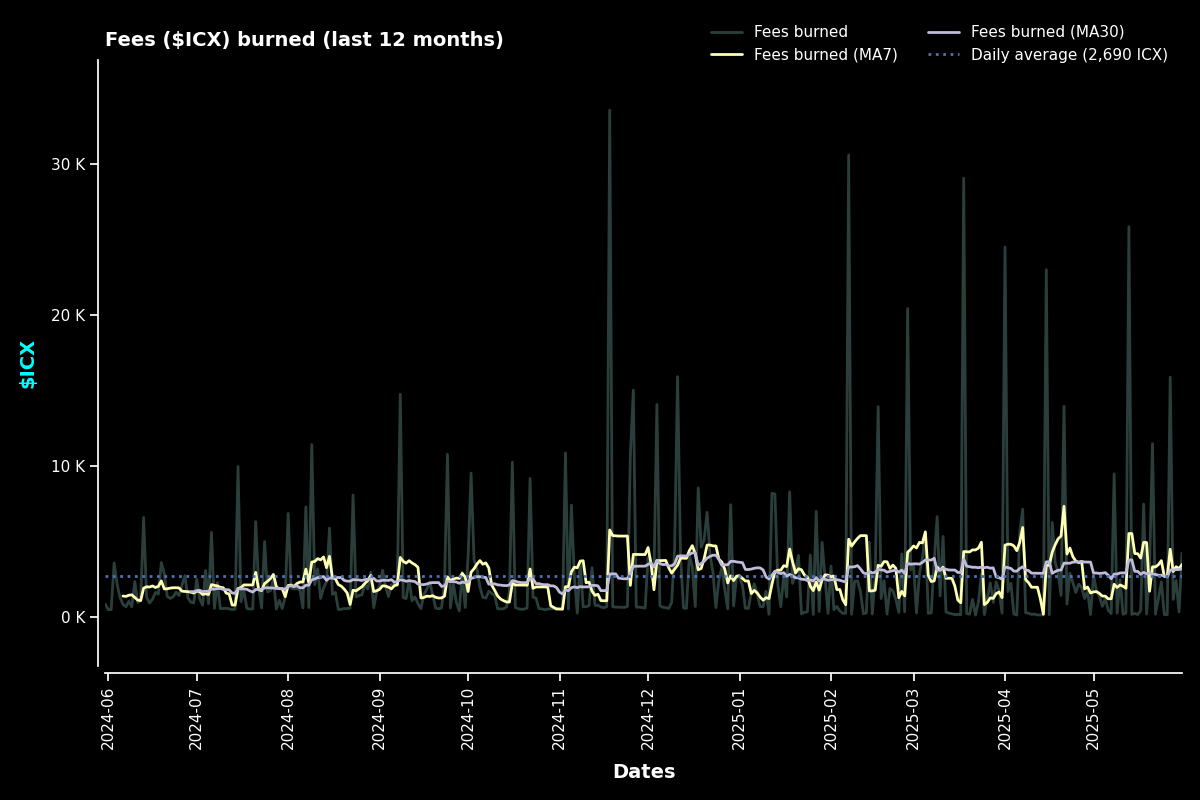 Fees ($ICX) burned (last 12 months)
Fees burned
Fees burned (MA7)
Fees burned (MA30)
Daily average (2,690 ICX)
30 K
20 K
10 K
0 K
$ICX
2024-06
2024-07
2024-08
2024-09
2024-10
2024-11
2024-12
2025-01
2025-02
2025-03
2025-04
2025-05
Dates